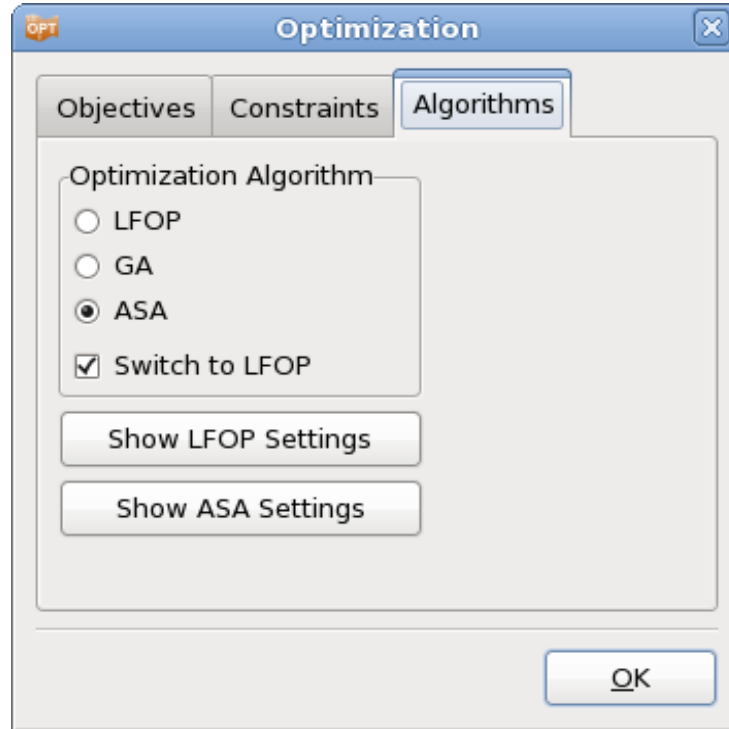 OPT
Optimization
Objectives
Constraints
Algorithms
Optimization Algorithm
LFOP
GA
ASA
Switch to LFOP
Show LFOP Settings
Show ASA Settings
OK